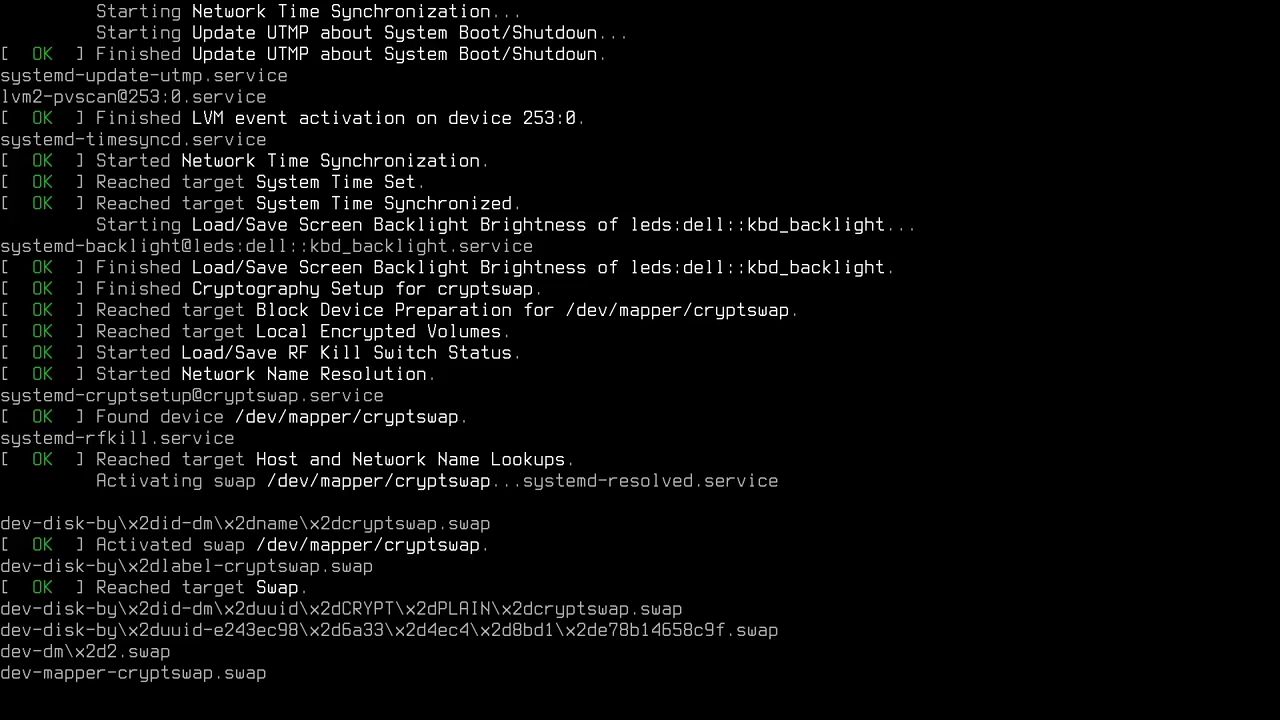 Starting Network Time Synchronization...
Starting Update UTMP about System Boot/Shutdown...
[  OK  ] Finished Update UTMP about System Boot/Shutdown.
systemd-update-utmp.service
lvm2-pvscan@253:0.service
[  OK  ] Finished LVM event activation on device 253:0.
systemd-timesyncd.service
[  OK  ] Started Network Time Synchronization.
[  OK  ] Reached target System Time Set.
[  OK  ] Reached target System Time Synchronized.
Starting Load/Save Screen Backlight Brightness of leds:dell::kbd_backlight...
systemd-backlight@leds:dell::kbd_backlight.service
[  OK  ] Finished Load/Save Screen Backlight Brightness of leds:dell::kbd_backlight.
[  OK  ] Finished Cryptography Setup for cryptswap.
[  OK  ] Reached target Block Device Preparation for /dev/mapper/cryptswap.
[  OK  ] Reached target Local Encrypted Volumes.
[  OK  ] Started Load/Save RF Kill Switch Status.
[  OK  ] Started Network Name Resolution.
systemd-cryptsetup@cryptswap.service
[  OK  ] Found device /dev/mapper/cryptswap.
systemd-rfkill.service
[  OK  ] Reached target Host and Network Name Lookups.
Activating swap /dev/mapper/cryptswap...systemd-resolved.service
dev-disk-by\x2did-dm\x2dname\x2dcryptswap.swap
[  OK  ] Activated swap /dev/mapper/cryptswap.
dev-disk-by\x2dlabel-cryptswap.swap
[  OK  ] Reached target Swap.
dev-disk-by\x2did-dm\x2duuid\x2dCRYPT\x2dPLAIN\x2dcryptswap.swap
dev-disk-by\x2duuid-e243ec98\x2d6a33\x2d4ec4\x2d8bd1\x2de78b14658c9f.swap
dev-dm\x2d2.swap
dev-mapper-cryptswap.swap